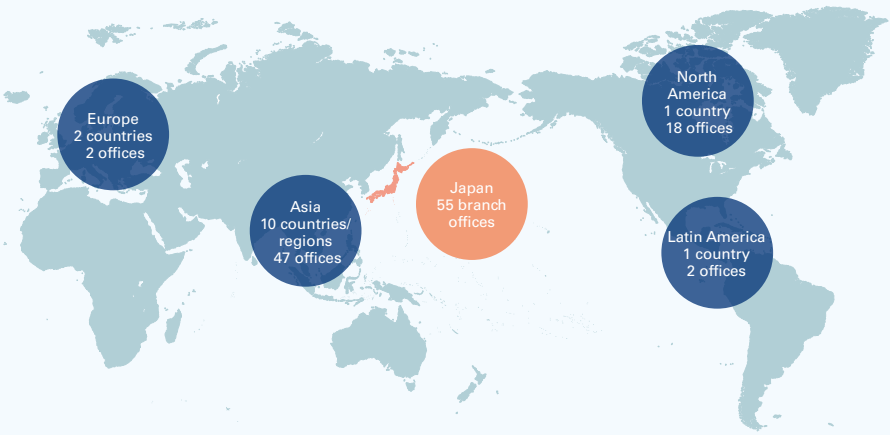 Europe
2 countries
2 offices
Asia
10 countries/
regions
47 offices
Japan
55 branch
offices
North
America
1 country
18 offices
Latin America
1 country
2 offices